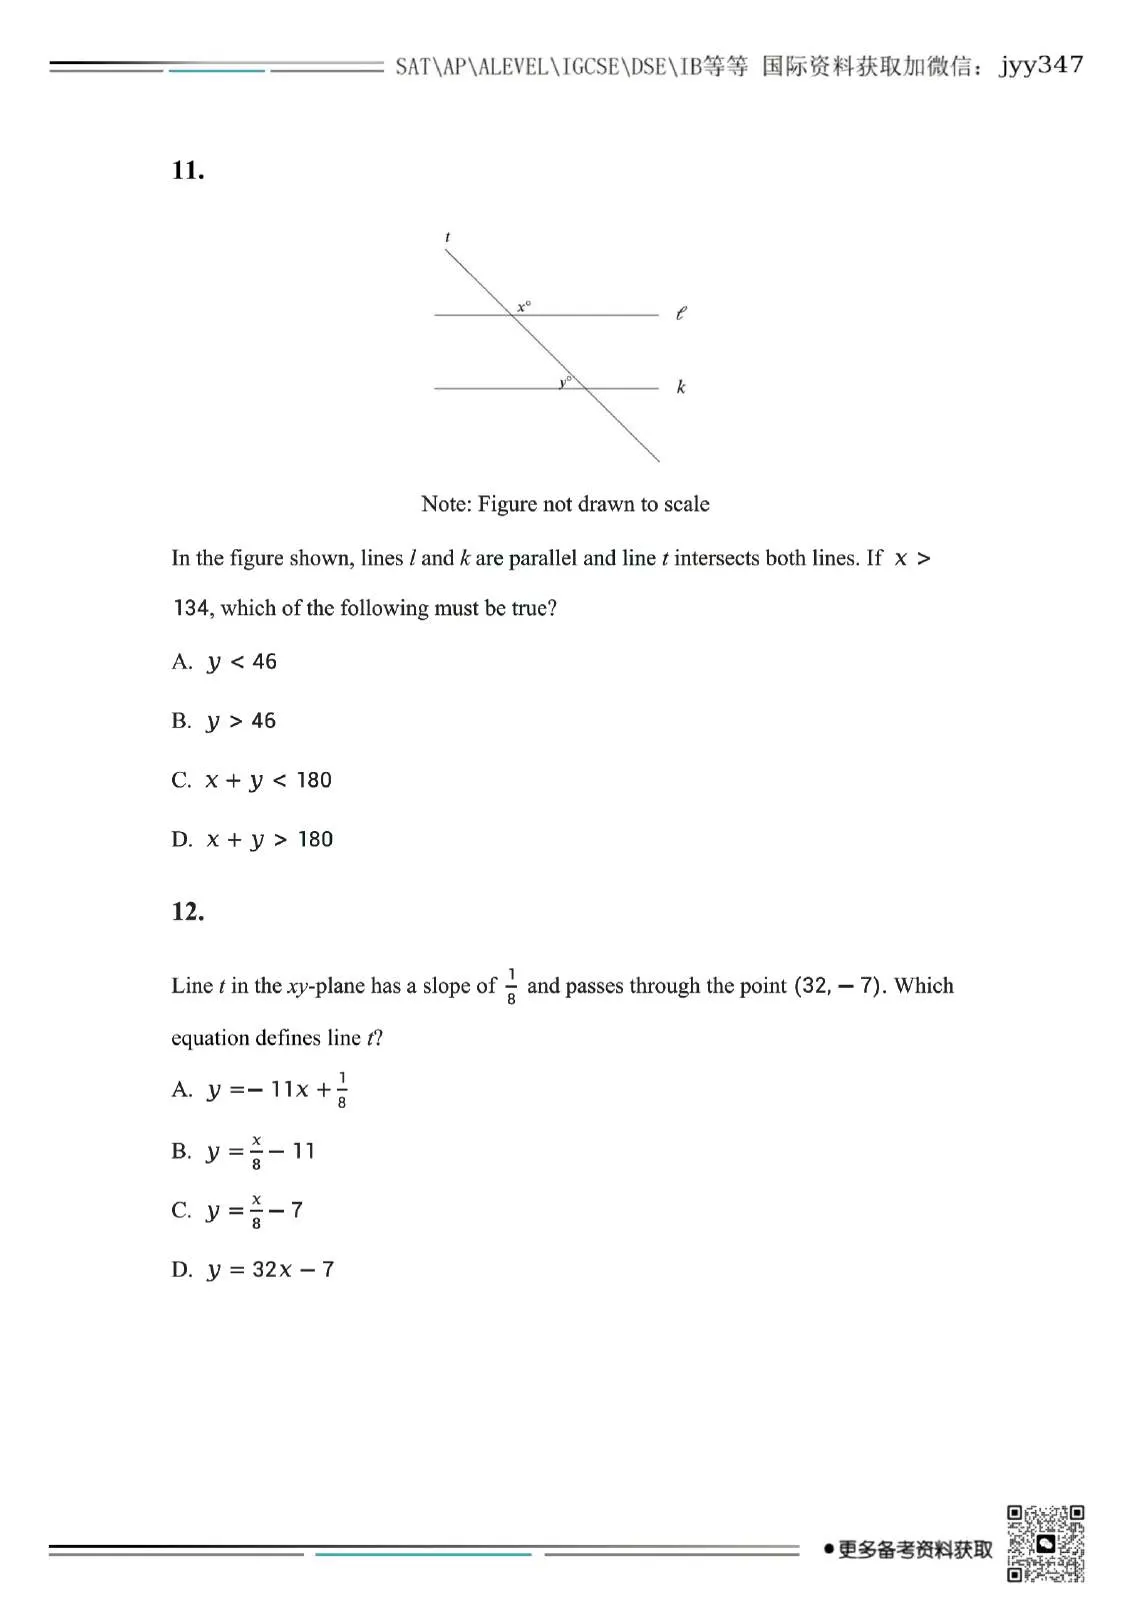 SAT\AP\ALEVEL\IGCSE\DSE\IB等等 国际资料获取加微信：jyy347
11.
t
x°
ℓ
y°
k
Note: Figure not drawn to scale
In the figure shown, lines l and k are parallel and line t intersects both lines. If x >
134, which of the following must be true?
A. y < 46
B. y > 46
C. x + y < 180
D. x + y > 180
12.
Line t in the xy-plane has a slope of 1/8 and passes through the point (32, − 7). Which
equation defines line t?
A. y =− 11x + 1/8
B. y = x/8 − 11
C. y = x/8 − 7
D. y = 32x − 7
●更多备考资料获取